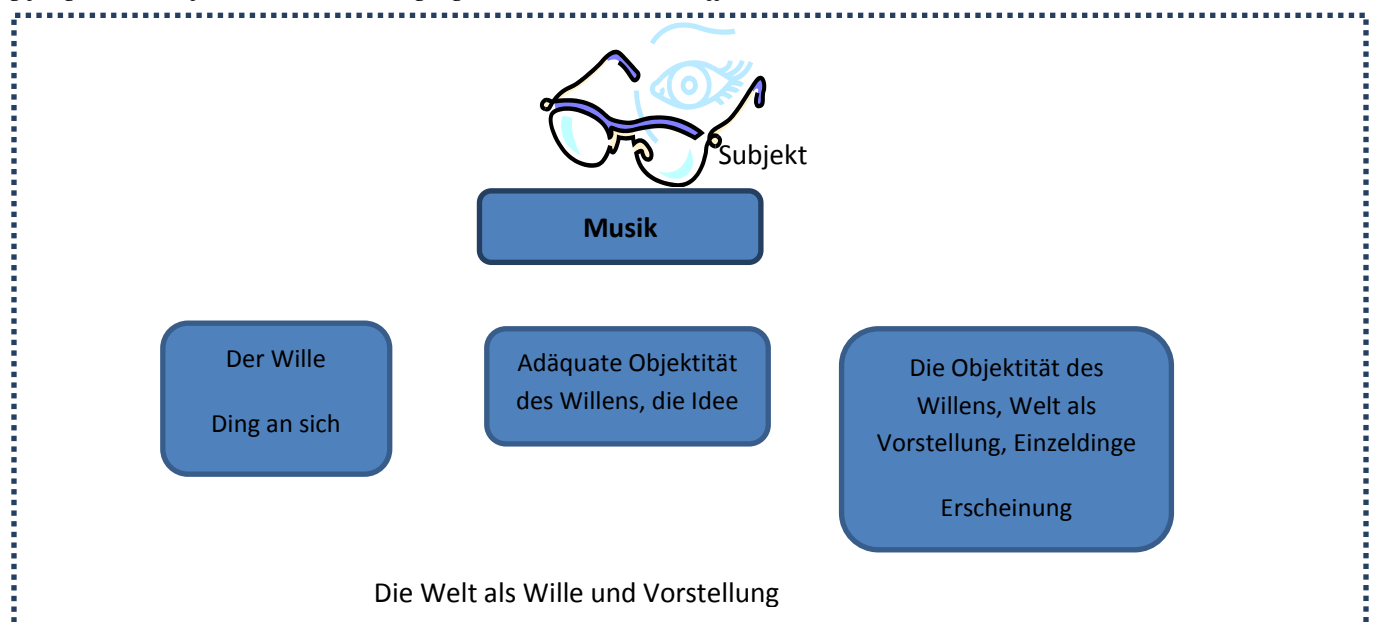 Subjekt
Musik
Der Wille
Ding an sich
Adäquate Objektität
des Willens, die Idee
Die Objektität des
Willens, Welt als
Vorstellung, Einzeldinge
Erscheinung
Die Welt als Wille und Vorstellung